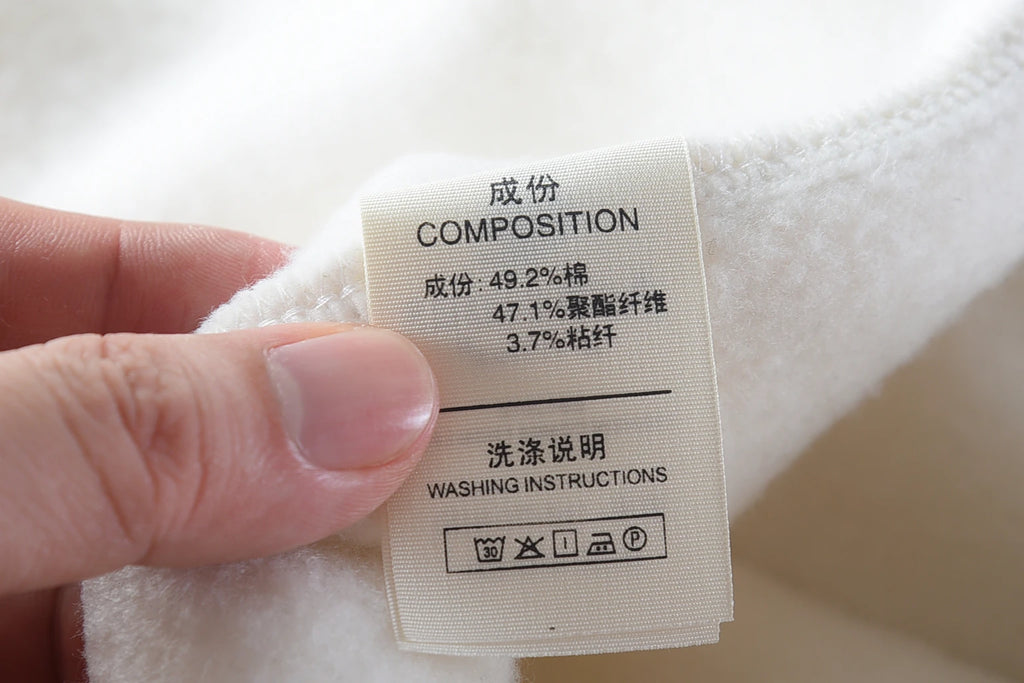 成份
COMPOSITION
成份: 49.2%棉
47.1%聚酯纤维
3.7%粘纤
洗涤说明
WASHING INSTRUCTIONS
30 P